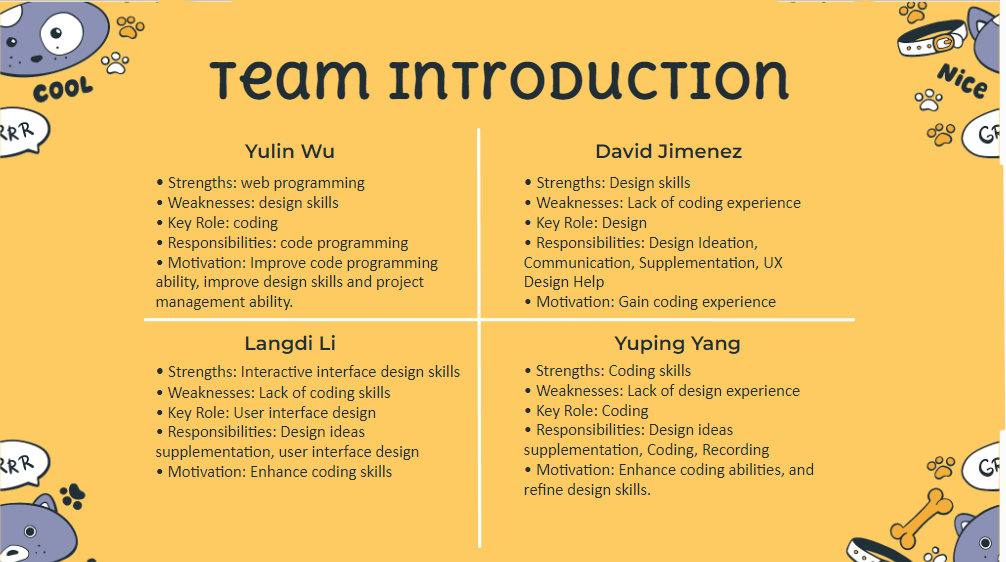 COOL
Team Introduction
Nice
RRR
GR
Yulin Wu
• Strengths: web programming
• Weaknesses: design skills
• Key Role: coding
• Responsibilities: code programming
• Motivation: Improve code programming
ability, improve design skills and project
management ability.
David Jimenez
• Strengths: Design skills
• Weaknesses: Lack of coding experience
• Key Role: Design
• Responsibilities: Design Ideation,
Communication, Supplementation, UX
Design Help
• Motivation: Gain coding experience
Langdi Li
• Strengths: Interactive interface design skills
• Weaknesses: Lack of coding skills
• Key Role: User interface design
• Responsibilities: Design ideas
supplementation, user interface design
• Motivation: Enhance coding skills
Yuping Yang
• Strengths: Coding skills
• Weaknesses: Lack of design experience
• Key Role: Coding
• Responsibilities: Design ideas
supplementation, Coding, Recording
• Motivation: Enhance coding abilities, and
refine design skills.
RRR
GR